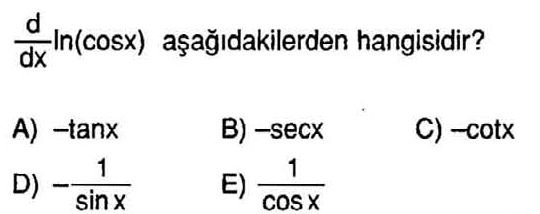 d/dx ln(cosx) aşağıdakilerden hangisidir?
A) –tanx B) –secx C) –cotx
D) – 1/sin x E) 1/cos x